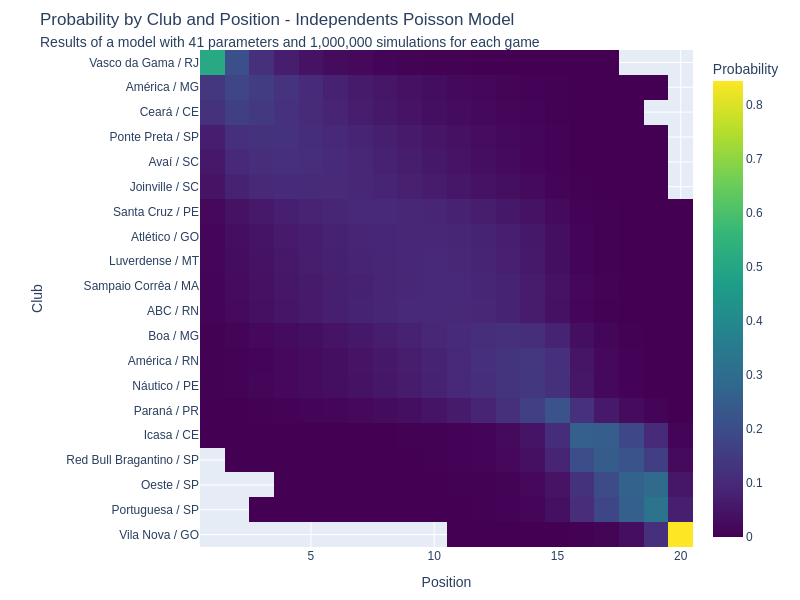 Probability by Club and Position - Independents Poisson Model
Results of a model with 41 parameters and 1,000,000 simulations for each game
Probability
Vasco da Gama / RJ
América / MG
Ceará / CE
Ponte Preta / SP
Avaí / SC
Joinville / SC
Santa Cruz / PE
Atlético / GO
Luverdense / MT
Sampaio Corrêa / MA
ABC / RN
Boa / MG
América / RN
Náutico / PE
Paraná / PR
Icasa / CE
Red Bull Bragantino / SP
Oeste / SP
Portuguesa / SP
Vila Nova / GO
Club
5
10
15
20
Position
0.8
0.7
0.6
0.5
0.4
0.3
0.2
0.1
0